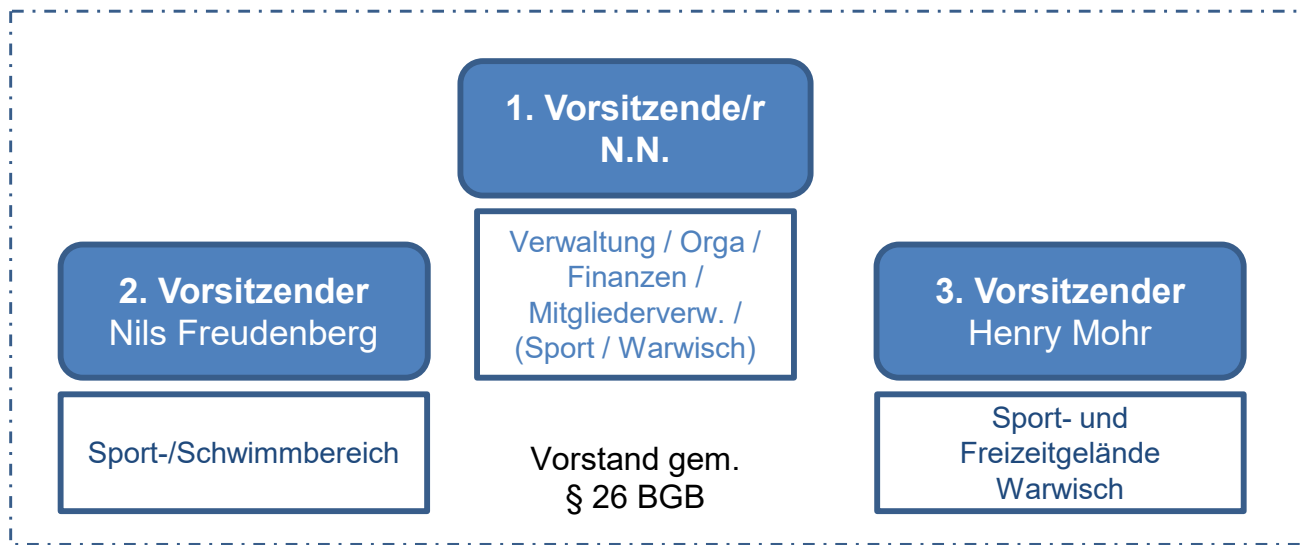 1. Vorsitzende/r
N.N.
Verwaltung / Orga /
Finanzen /
Mitgliederverw. /
(Sport / Warwisch)
2. Vorsitzender
Nils Freudenberg
Sport-/Schwimmbereich
3. Vorsitzender
Henry Mohr
Sport- und
Freizeitgelände
Warwisch
Vorstand gem.
§ 26 BGB